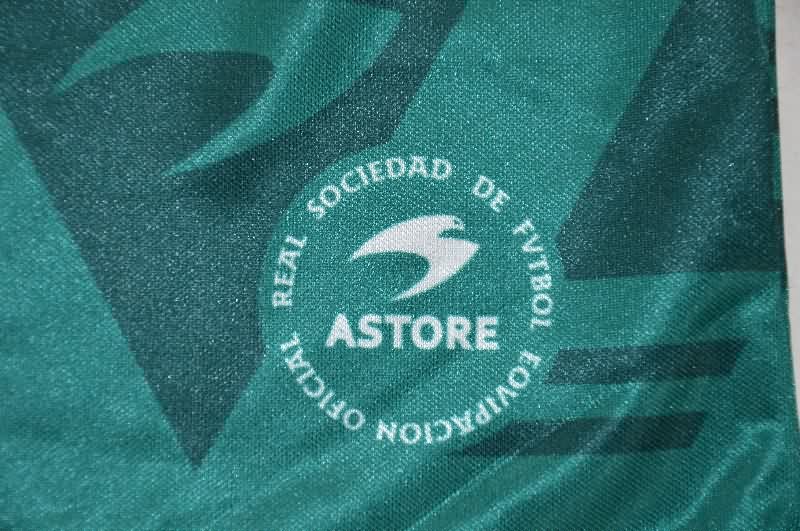 REAL SOCIEDAD DE FVTBOL EQVIPACION OFICIAL
ASTORE